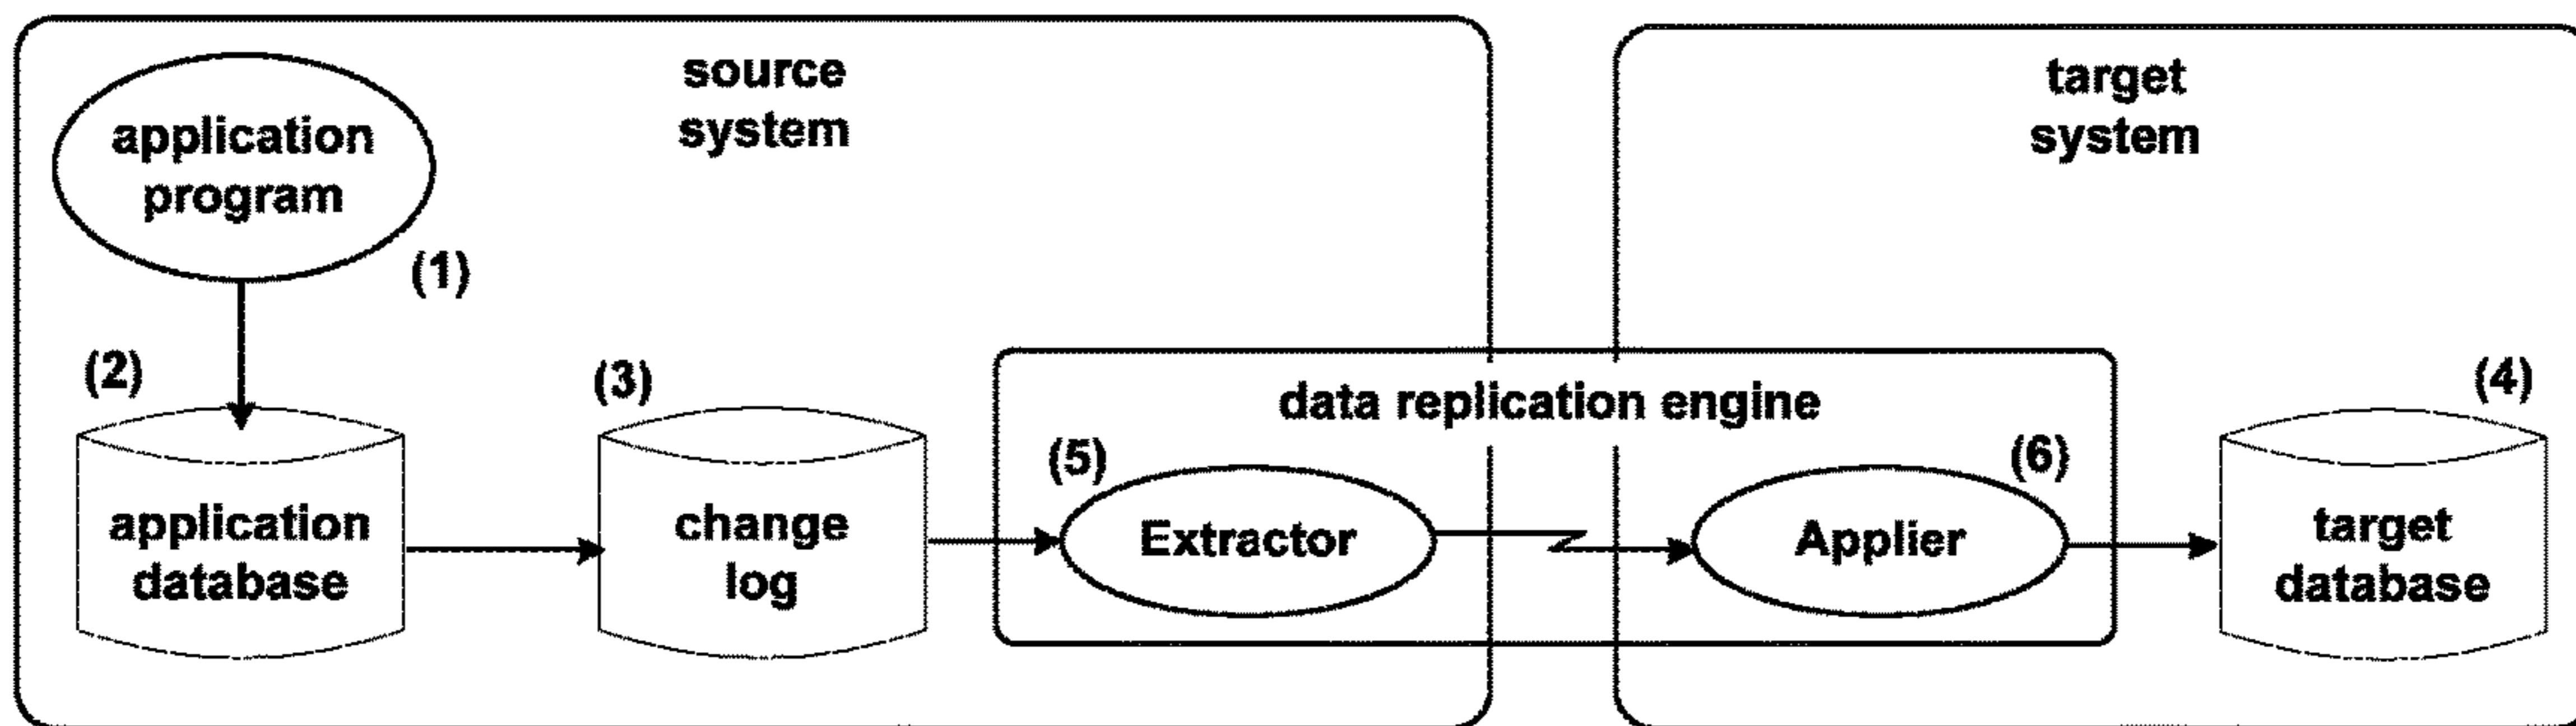 source
system
target
system
application
program
(1)
(2)
(3)
(4)
data replication engine
(5)
(6)
application
database
change
log
Extractor
Applier
target
database